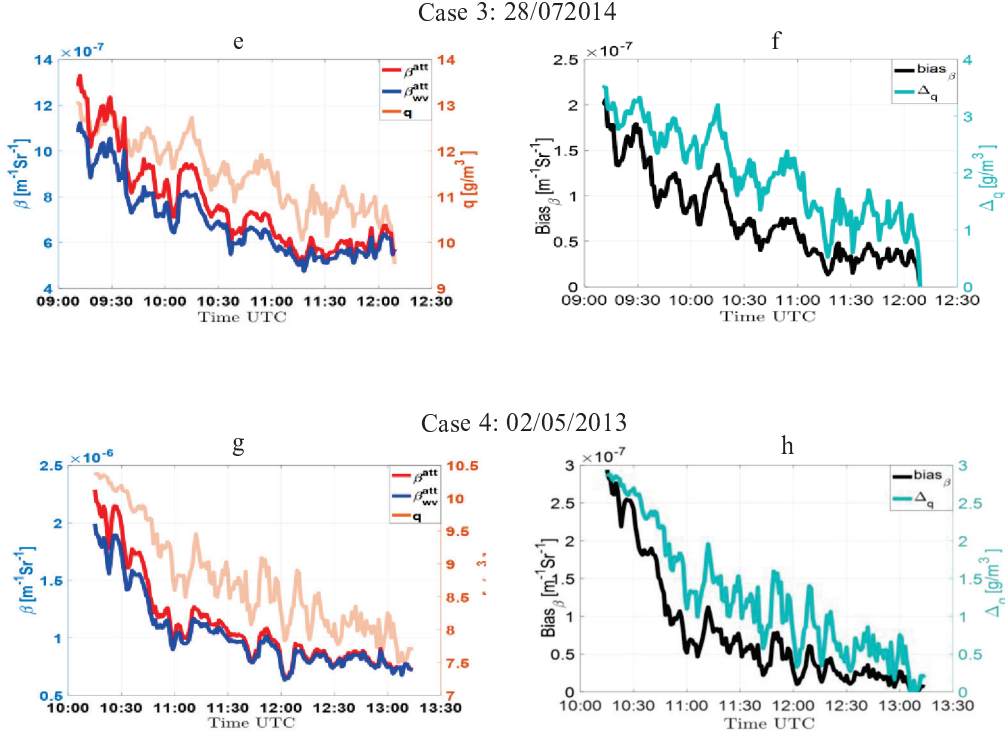 Case 3: 28/072014
e
×10⁻⁷
14
12
10
8
6
4
β [m⁻¹Sr⁻¹]
14
13
12
11
10
9
q [g/m³]
β^att
β^att_wv
q
09:00 09:30 10:00 10:30 11:00 11:30 12:00 12:30
Time UTC
f
×10⁻⁷
2.5
2
1.5
1
0.5
0
Bias_β [m⁻¹Sr⁻¹]
4
3
2
1
0
Δ_q [g/m³]
bias_β
Δ_q
09:00 09:30 10:00 10:30 11:00 11:30 12:00 12:30
Time UTC
Case 4: 02/05/2013
g
×10⁻⁶
2.5
2
1.5
1
0.5
β [m⁻¹Sr⁻¹]
10.5
10
9.5
9
8.5
8
7.5
7
β^att
β^att_wv
q
10:00 10:30 11:00 11:30 12:00 12:30 13:00 13:30
Time UTC
h
×10⁻⁷
3
2.5
2
1.5
1
0.5
0
Bias_β [m⁻¹Sr⁻¹]
3
2.5
2
1.5
1
0.5
0
Δ_q [g/m³]
bias_β
Δ_q
10:00 10:30 11:00 11:30 12:00 12:30 13:00 13:30
Time UTC